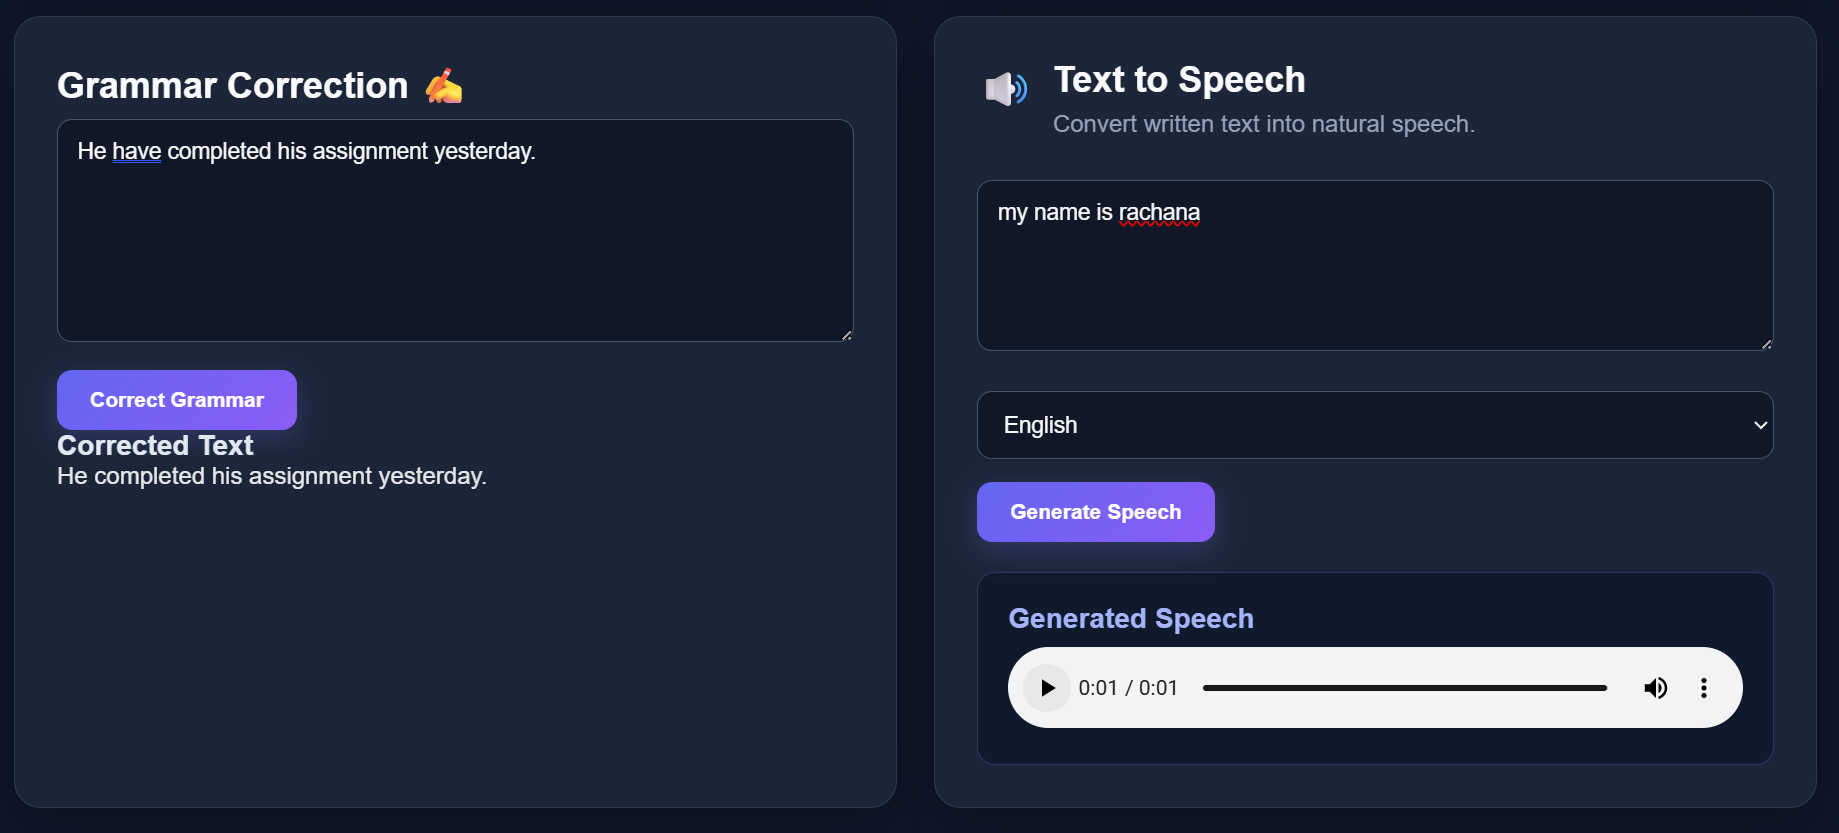 Grammar Correction ✍️
He have completed his assignment yesterday.
Correct Grammar
Corrected Text
He completed his assignment yesterday.
Text to Speech
Convert written text into natural speech.
my name is rachana
English
Generate Speech
Generated Speech
0:01 / 0:01